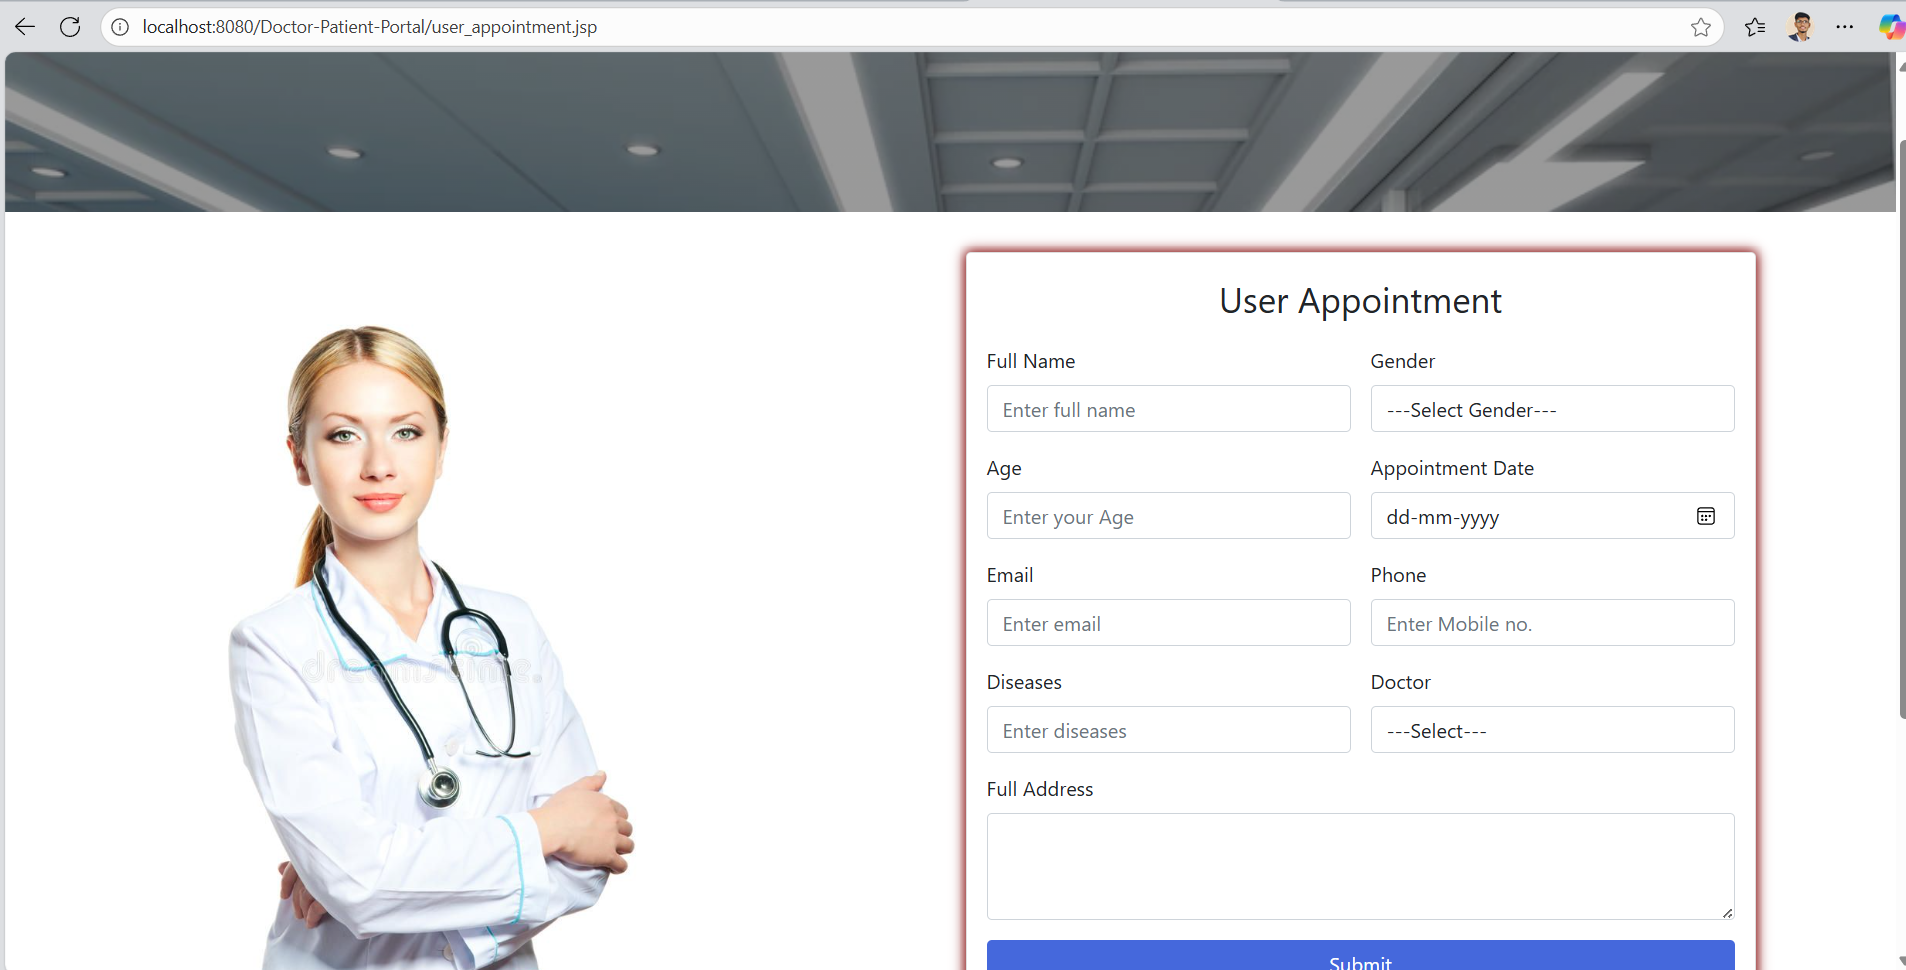 localhost:8080/Doctor-Patient-Portal/user_appointment.jsp
User Appointment
Full Name
Gender
Enter full name
---Select Gender---
Age
Appointment Date
Enter your Age
dd-mm-yyyy
Email
Phone
Enter email
Enter Mobile no.
Diseases
Doctor
Enter diseases
---Select---
Full Address
Submit
dreamstime.